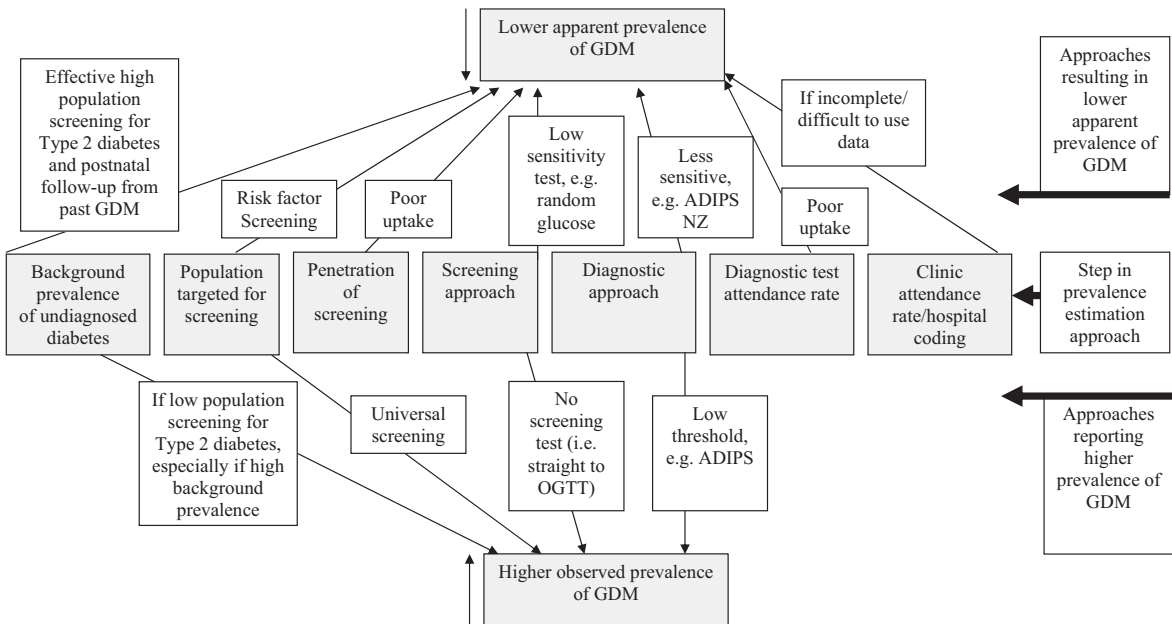 Lower apparent prevalence
of GDM
Effective high
population
screening for
Type 2 diabetes
and postnatal
follow-up from
past GDM
Risk factor
Screening
Poor
uptake
Low
sensitivity
test, e.g.
random
glucose
Less
sensitive,
e.g. ADIPS
NZ
Poor
uptake
If incomplete/
difficult to use
data
Approaches
resulting in
lower
apparent
prevalence of
GDM
Background
prevalence
of undiagnosed
diabetes
Population
targeted for
screening
Penetration
of
screening
Screening
approach
Diagnostic
approach
Diagnostic test
attendance rate
Clinic
attendance
rate/hospital
coding
Step in
prevalence
estimation
approach
If low population
screening for
Type 2 diabetes,
especially if high
background
prevalence
Universal
screening
No
screening
test (i.e.
straight to
OGTT)
Low
threshold,
e.g. ADIPS
Approaches
reporting
higher
prevalence of
GDM
Higher observed prevalence
of GDM